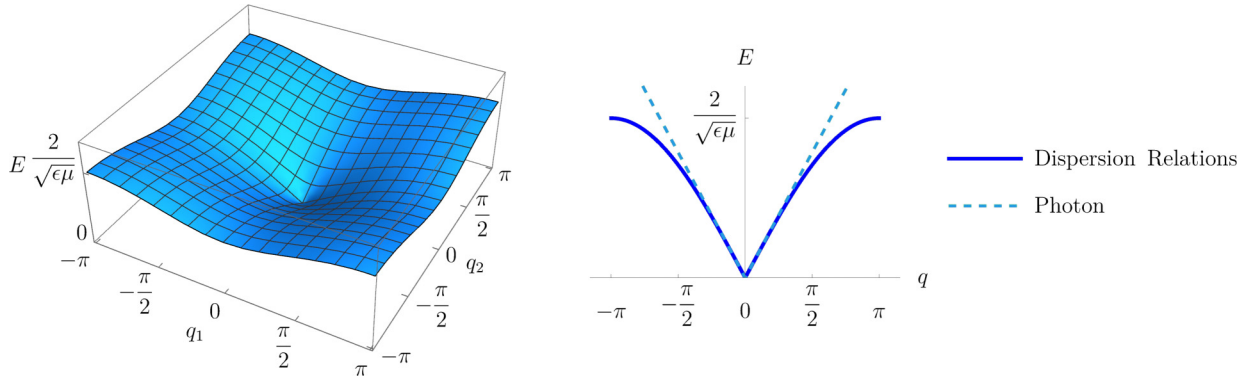 E 2/√ϵμ
0
−π
−π/2
0
π/2
π
q₁
−π
−π/2
0
π/2
π
q₂
E
2/√ϵμ
−π
−π/2
0
π/2
π
q
Dispersion Relations
Photon